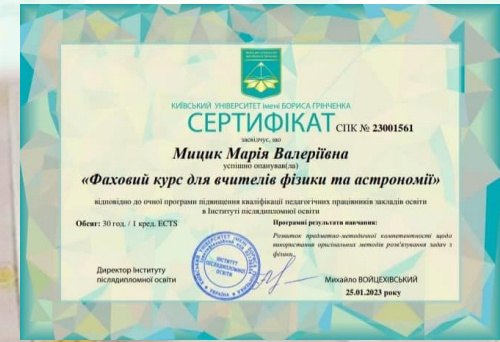 КИЇВСЬКИЙ УНІВЕРСИТЕТ імені БОРИСА ГРІНЧЕНКА
СЕРТИФІКАТ СПК № 23001561
засвідчує, що
Мицик Марія Валеріївна
успішно опанував(ла)
«Фаховий курс для вчителів фізики та астрономії»
відповідно до очної програми підвищення кваліфікації педагогічних працівників закладів освіти
в Інституті післядипломної освіти
Обсяг: 30 год. / 1 кред. ECTS
Програмні результати навчання:
Розвиток предметно-методичної компетентності щодо
використання оригінальних методів розв'язування задач з
фізики.
Директор Інституту
післядипломної освіти
ІНСТИТУТ
ПІСЛЯДИПЛОМНОЇ
ОСВІТИ
Михайло ВОЙЦЕХІВСЬКИЙ
25.01.2023 року